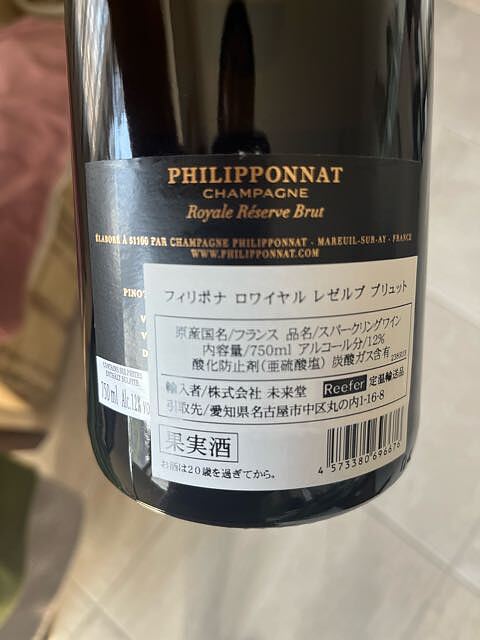 PHILIPPONNAT
CHAMPAGNE
Royale Réserve Brut
ÉLABORÉ À 51160 PAR CHAMPAGNE PHILIPPONNAT - MAREUIL-SUR-AY - FRANCE
WWW.PHILIPPONNAT.COM
PINOT
フィリポナ ロワイヤル レゼルブ ブリュット
原産国名/フランス 品名/スパークリングワイン
内容量/750ml アルコール分/12%
酸化防止剤(亜硫酸塩) 炭酸ガス含有
輸入者/株式会社 未来堂 Reefer 定温輸送品
引取先/愛知県名古屋市中区丸の内1-16-8
CONTAINS SULPHITES
750 ml Alc.12% vo
果実酒
お酒は20歳を過ぎてから。
4 573380 696676